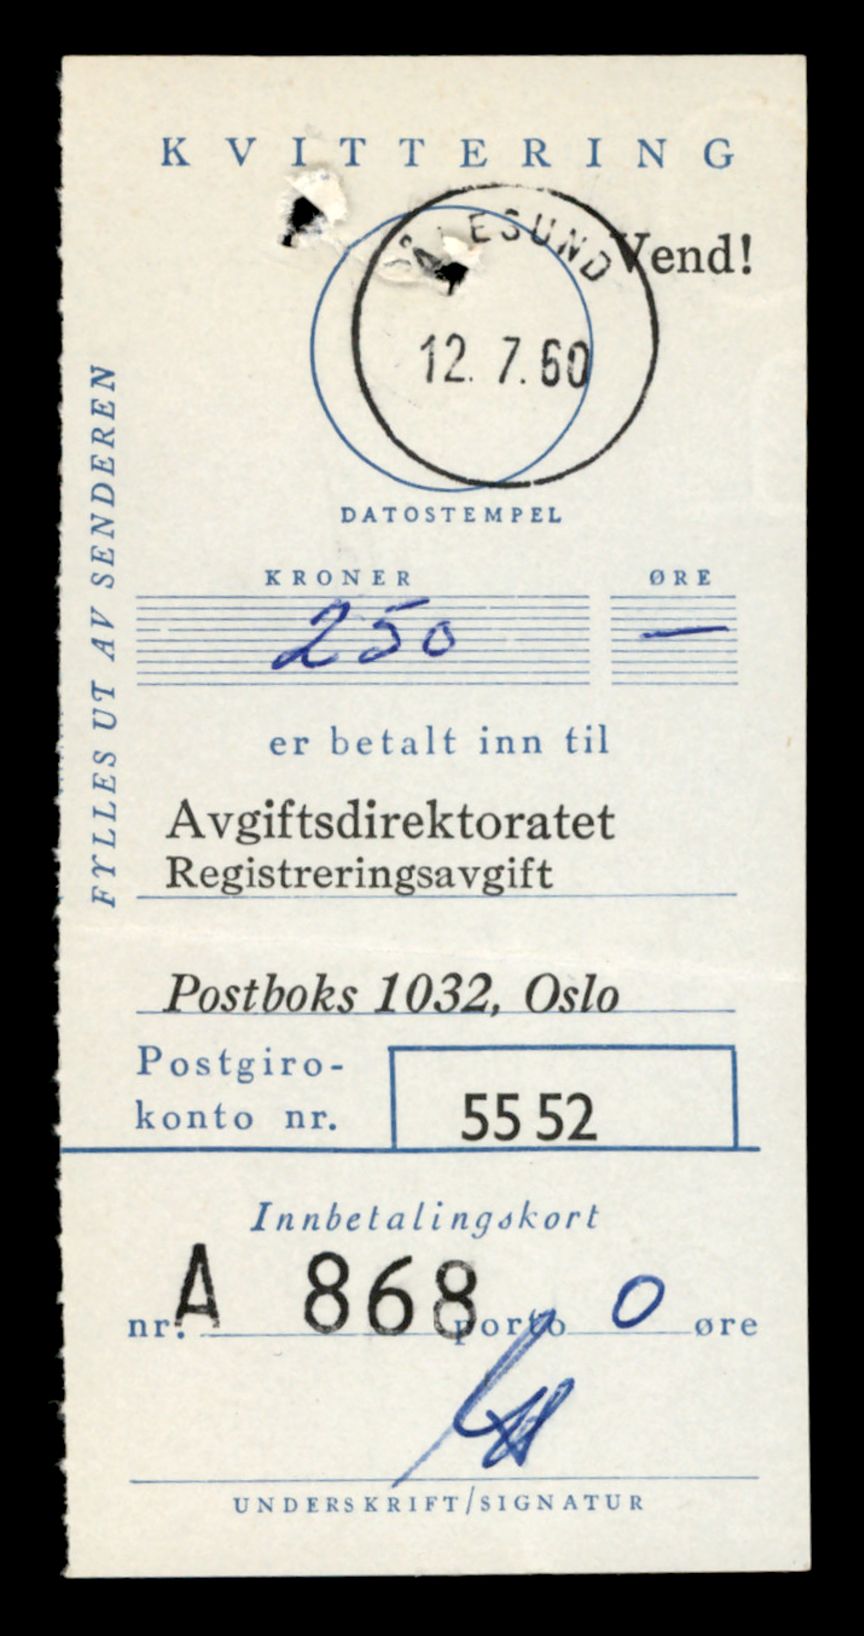 KVITTERING
Vend!
ÅLESUND
12. 7. 60
DATOSTEMPEL
FYLLES UT AV SENDEREN
KRONER ØRE
250 —
er betalt inn til
Avgiftsdirektoratet
Registreringsavgift
Postboks 1032, Oslo
Postgiro-
konto nr. 55 52
Innbetalingskort
nr. A 868 porto 0 øre
UNDERSKRIFT/SIGNATUR